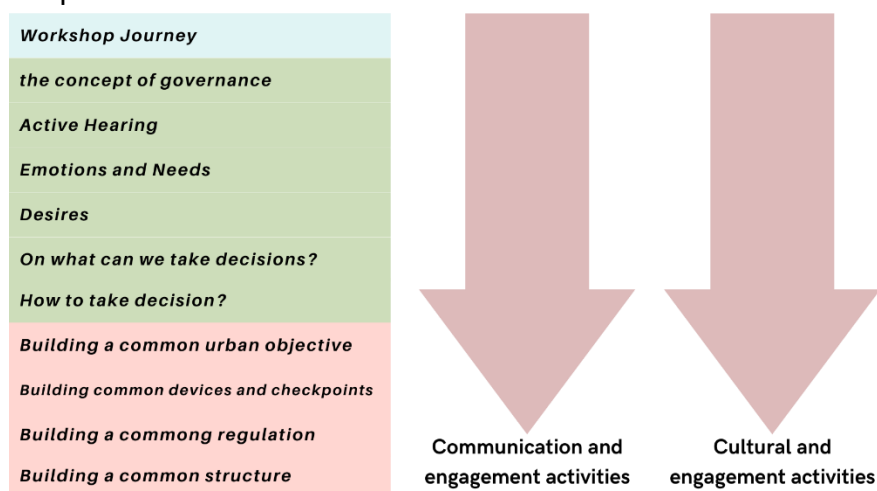 Workshop Journey
the concept of governance
Active Hearing
Emotions and Needs
Desires
On what can we take decisions?
How to take decision?
Building a common urban objective
Building common devices and checkpoints
Building a commong regulation
Building a common structure
Communication and
engagement activities
Cultural and
engagement activities